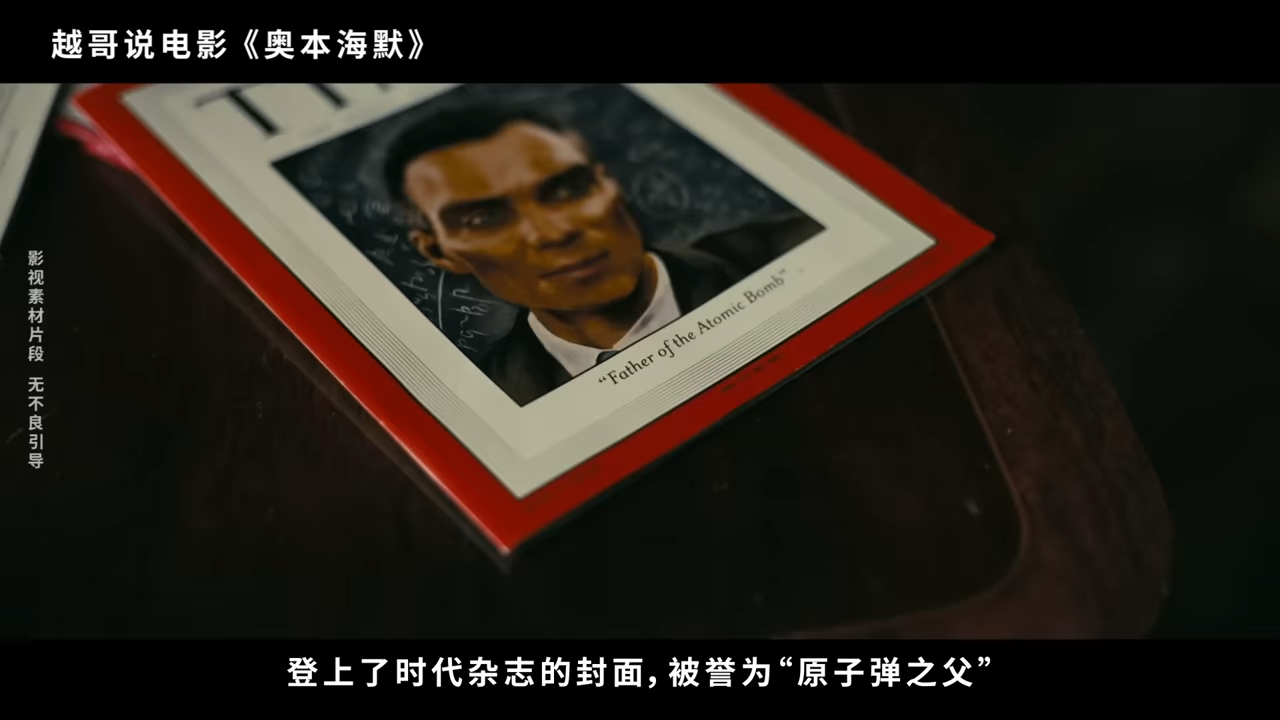 越哥说电影《奥本海默》
影视素材片段 无不良引导
"Father of the Atomic Bomb"
登上了时代杂志的封面，被誉为“原子弹之父”